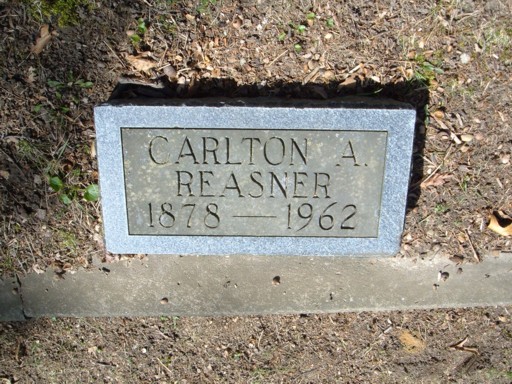 CARLTON A.
REASNER
1878 — 1962